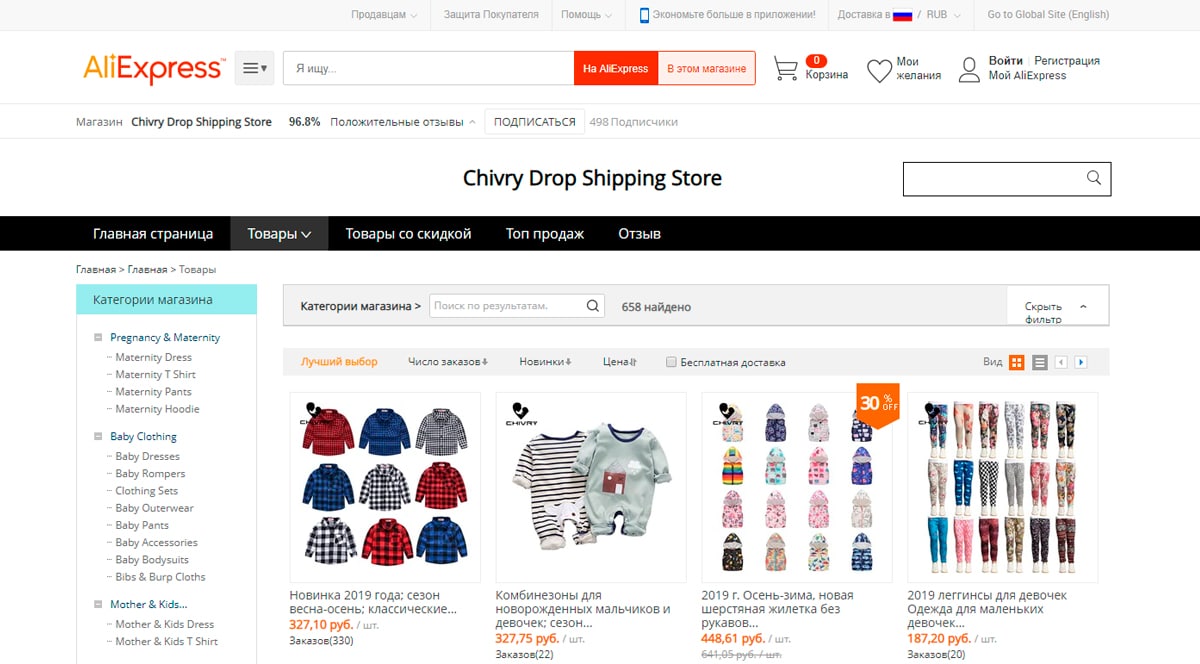 Продавцам
Защита Покупателя
Помощь
Экономьте больше в приложении!
Доставка в / RUB
Go to Global Site (English)
AliExpress™
Я ищу...
На AliExpress
В этом магазине
0
Корзина
Мои
желания
Войти | Регистрация
Мой AliExpress
Магазин Chivry Drop Shipping Store 96.8% Положительные отзывы ПОДПИСАТЬСЯ 498 Подписчики
Chivry Drop Shipping Store
Главная страница Товары Товары со скидкой Топ продаж Отзыв
Главная > Главная > Товары
Категории магазина
Pregnancy & Maternity
Maternity Dress
Maternity T Shirt
Maternity Pants
Maternity Hoodie
Baby Clothing
Baby Dresses
Baby Rompers
Clothing Sets
Baby Outerwear
Baby Pants
Baby Accessories
Baby Bodysuits
Bibs & Burp Cloths
Mother & Kids...
Mother & Kids Dress
Mother & Kids T Shirt
Категории магазина > Поиск по результатам. 658 найдено
Скрыть
фильтр
Лучший выбор Число заказов Новинки Цена Бесплатная доставка Вид
CHIVRY
Новинка 2019 года; сезон
весна-осень; классические...
327,10 руб. / шт.
Заказов(330)
CHIVRY
Комбинезоны для
новорожденных мальчиков и
девочек; сезон...
327,75 руб. / шт.
Заказов(22)
CHIVRY
30 % OFF
2019 г. Осень-зима, новая
шерстяная жилетка без
рукавов...
448,61 руб. / шт.
641,05 руб. / шт.
CHIVRY
2019 леггинсы для девочек
Одежда для маленьких
девочек...
187,20 руб. / шт.
Заказов(20)